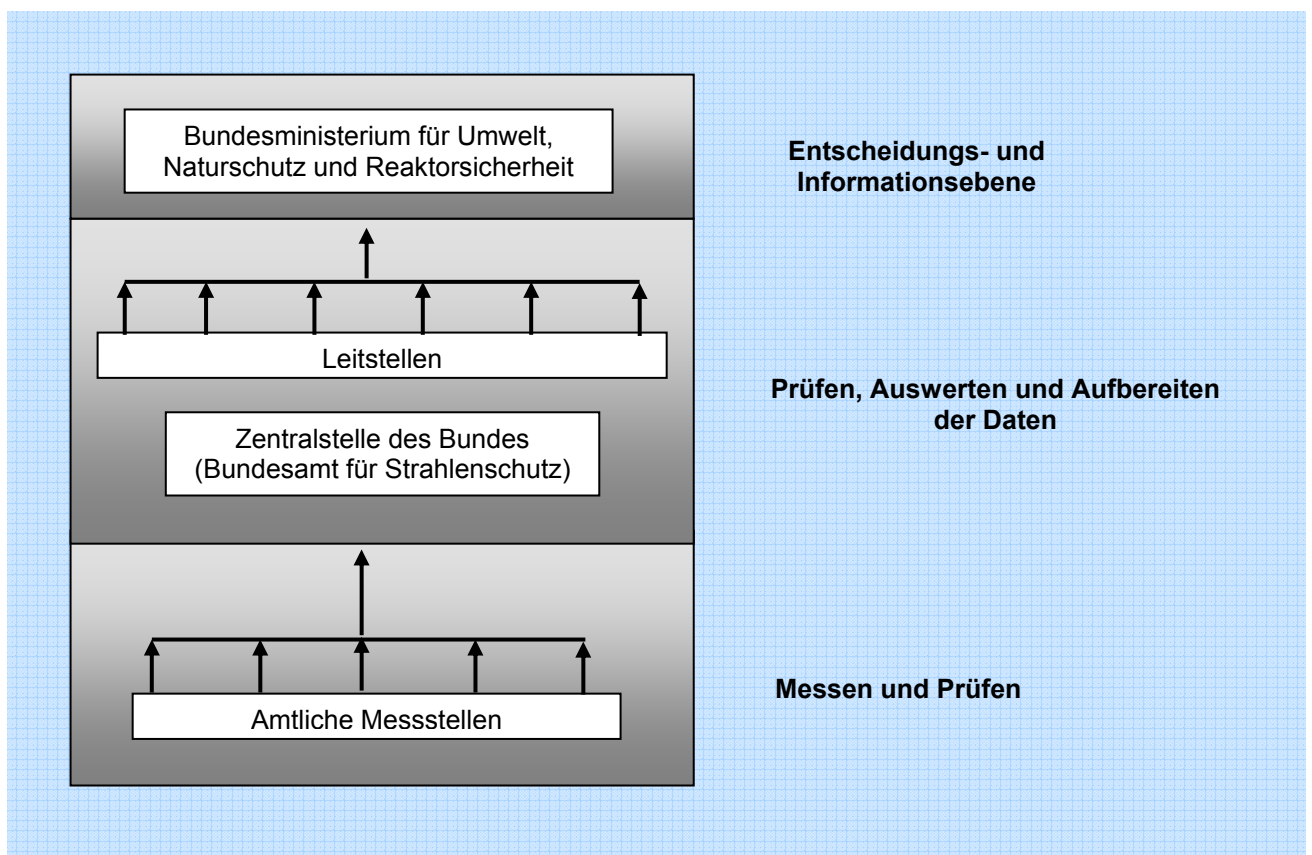 Bundesministerium für Umwelt,
Naturschutz und Reaktorsicherheit
Entscheidungs- und
Informationsebene
Leitstellen
Zentralstelle des Bundes
(Bundesamt für Strahlenschutz)
Prüfen, Auswerten und Aufbereiten
der Daten
Amtliche Messstellen
Messen und Prüfen